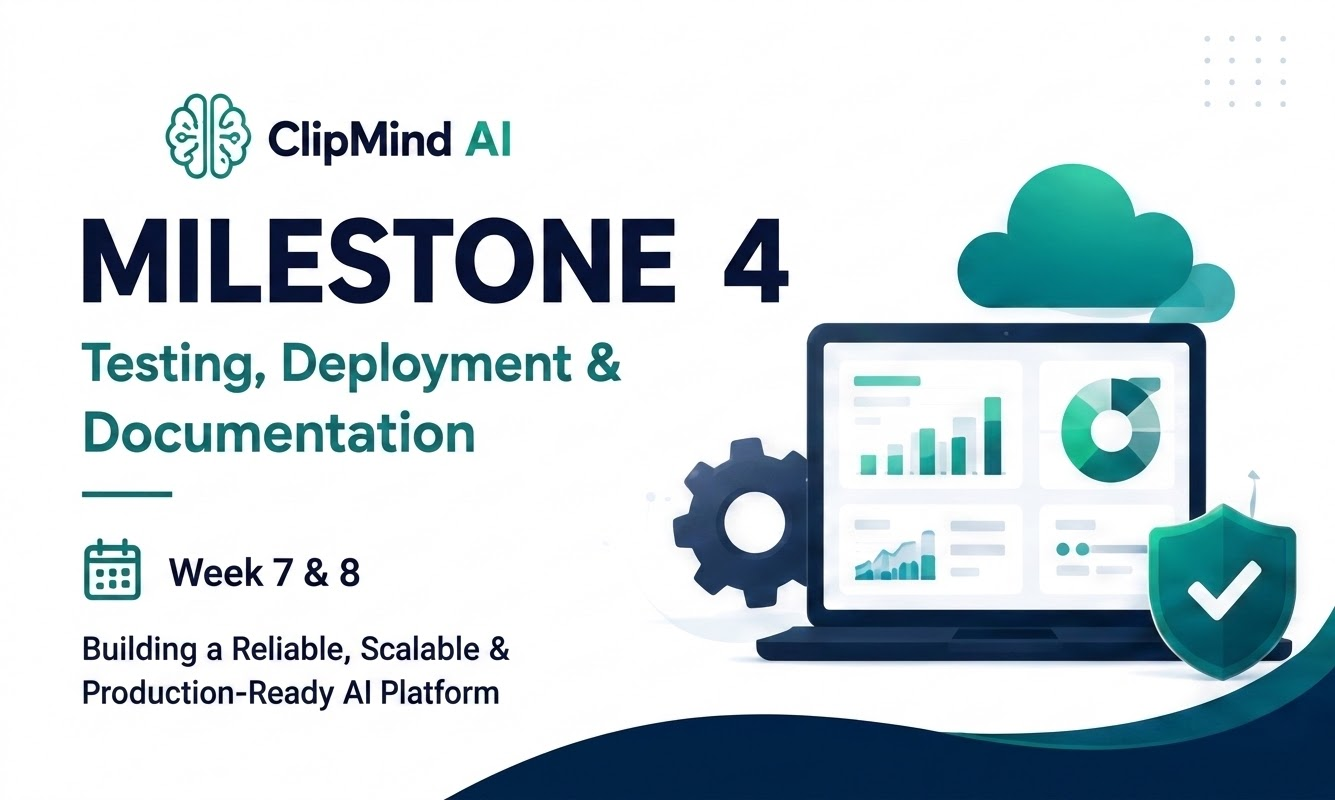 ClipMind AI
MILESTONE 4
Testing, Deployment &
Documentation
Week 7 & 8
Building a Reliable, Scalable &
Production-Ready AI Platform